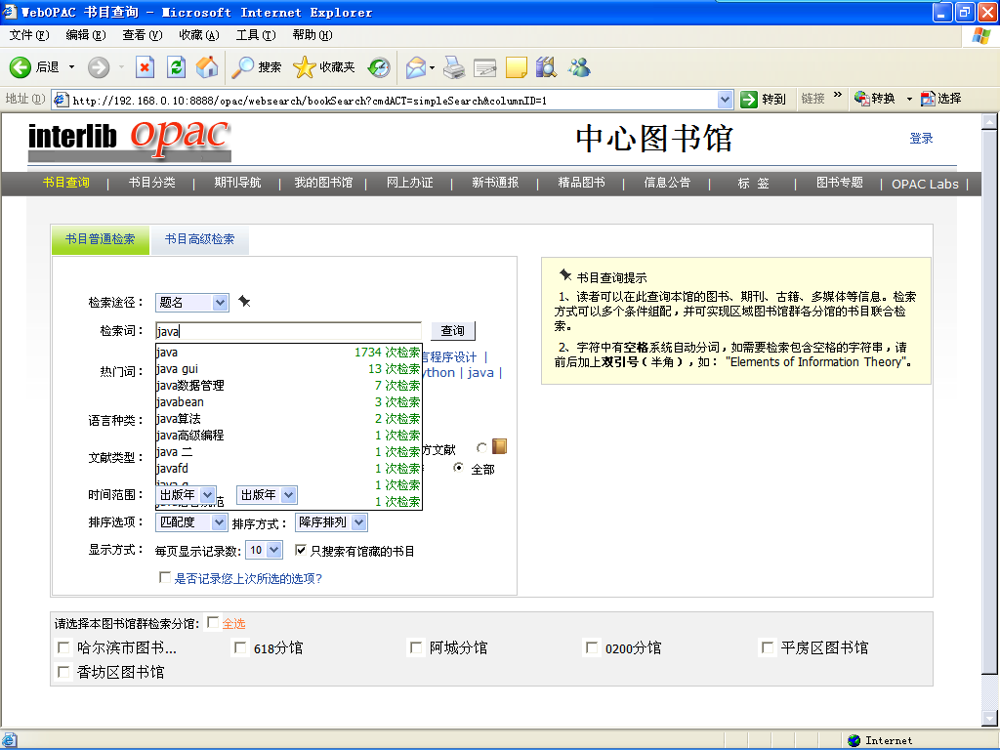 WebOPAC 书目查询 - Microsoft Internet Explorer
文件(F) 编辑(E) 查看(V) 收藏(A) 工具(T) 帮助(H)
后退 搜索 收藏夹
地址(D) http://192.168.0.10:8888/opac/websearch/bookSearch?cmdACT=simpleSearch&columnID=1 转到 链接 » 转换 选择
interlib opac 中心图书馆 登录
书目查询 | 书目分类 | 期刊导航 | 我的图书馆 | 网上办证 | 新书通报 | 精品图书 | 信息公告 | 标 签 | 图书专题 | OPAC Labs |
书目普通检索 书目高级检索
检索途径： 题名
检索词： java 查询
java 1734 次检索
java gui 13 次检索
java数据管理 7 次检索
javabean 3 次检索
java算法 2 次检索
java高级编程 1 次检索
java 二 1 次检索
javafd 1 次检索
1 次检索
1 次检索
热门词： 言程序设计 |
ython | java |
语言种类：
文献类型： 方文献
全部
时间范围： 出版年 出版年
排序选项： 匹配度 排序方式： 降序排列
显示方式： 每页显示记录数: 10 只搜索有馆藏的书目
是否记录您上次所选的选项?
书目查询提示
1、读者可以在此查询本馆的图书、期刊、古籍、多媒体等信息。检索
方式可以多个条件组配，并可实现区域图书馆群各分馆的书目联合检
索。
2、字符中有空格系统自动分词，如需要检索包含空格的字符串，请
前后加上双引号（半角），如： "Elements of Information Theory"。
请选择本图书馆群检索分馆: 全选
哈尔滨市图书... 618分馆 阿城分馆 0200分馆 平房区图书馆
香坊区图书馆
Internet